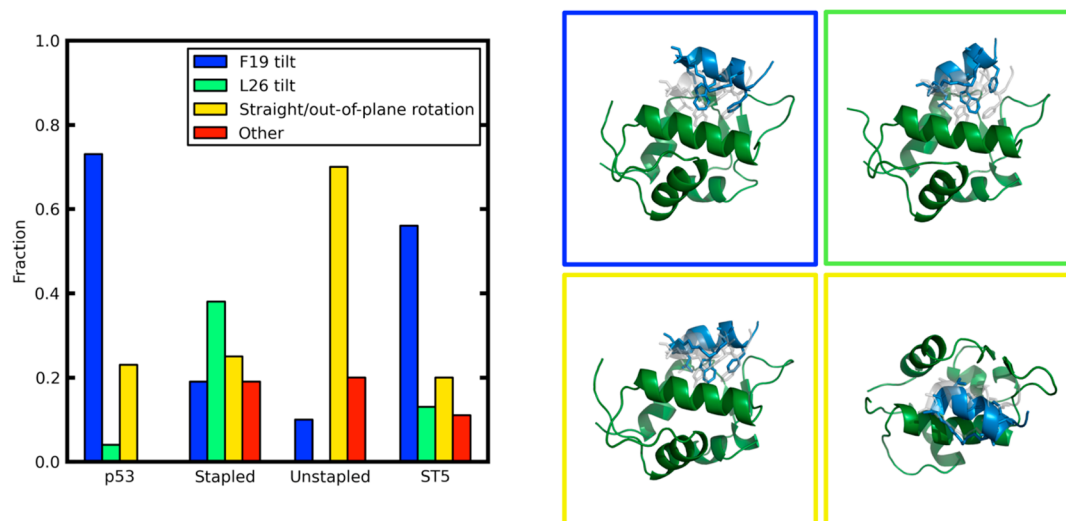 1.0
0.8
0.6
0.4
0.2
0.0
Fraction
F19 tilt
L26 tilt
Straight/out-of-plane rotation
Other
p53 Stapled Unstapled ST5